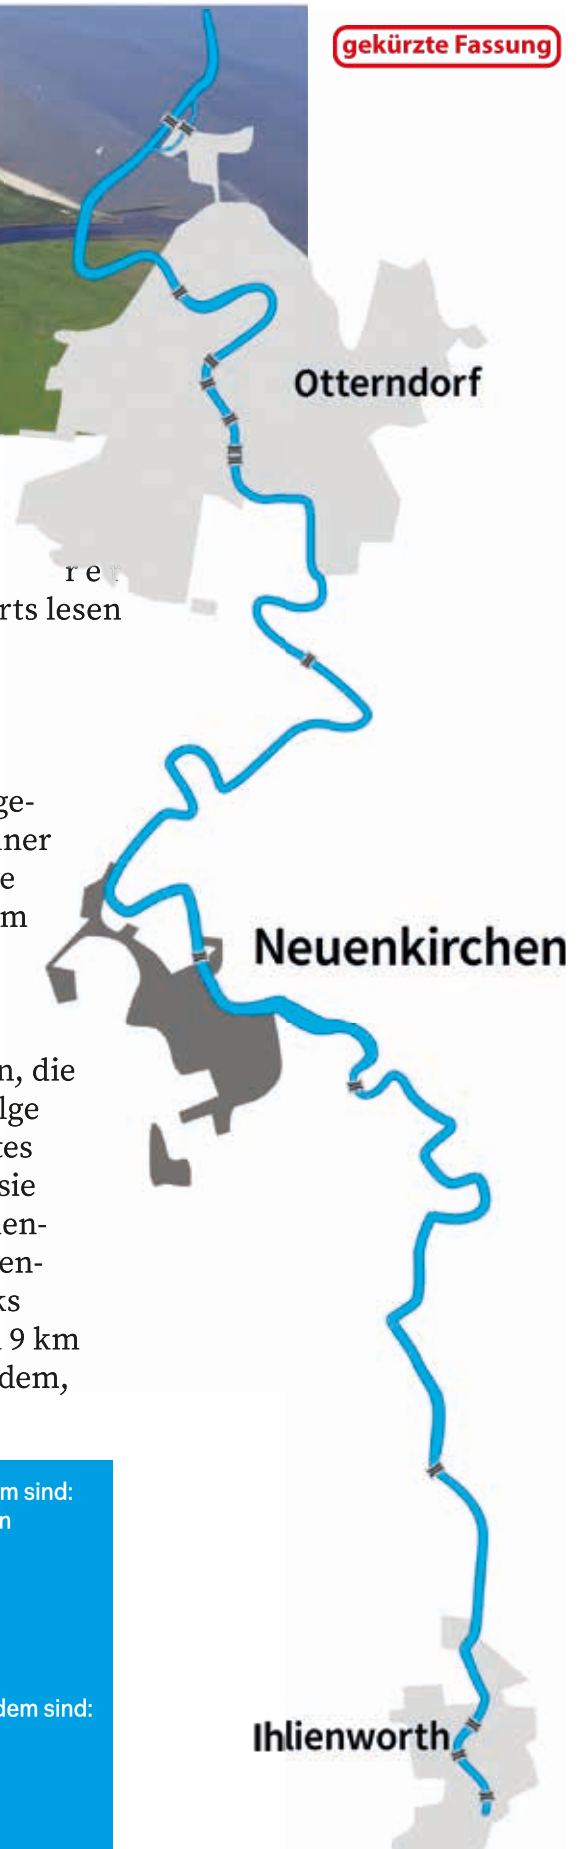 gekürzte Fassung
Otterndorf
r e
rts lesen
ge-
ner
e
m
Neuenkirchen
n, die
lge
tes
sie
len-
en-
ks
9 km
dem,
m sind:
n
dem sind:
Ihlienworth